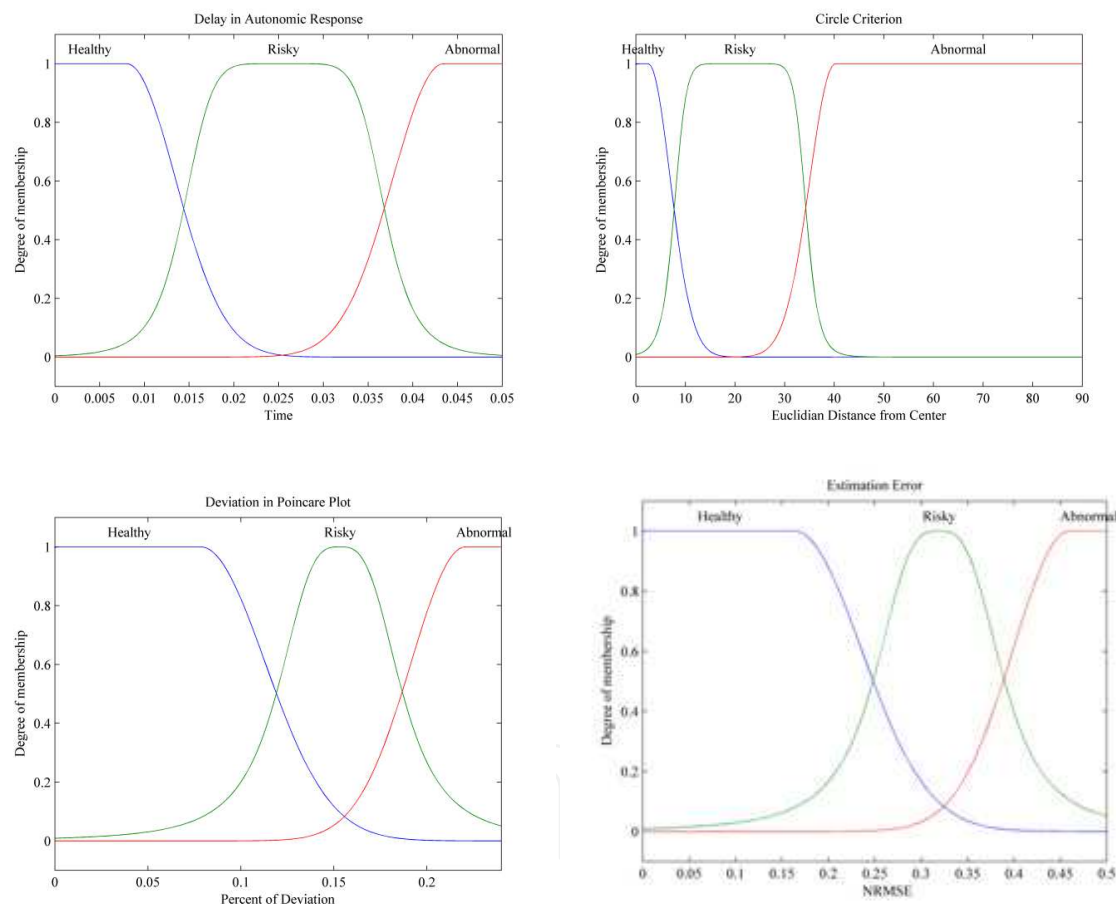 Delay in Autonomic Response
Healthy Risky Abnormal
1
0.8
0.6
0.4
0.2
0
Degree of membership
0 0.005 0.01 0.015 0.02 0.025 0.03 0.035 0.04 0.045 0.05
Time
Circle Criterion
Healthy Risky Abnormal
1
0.8
0.6
0.4
0.2
0
Degree of membership
0 10 20 30 40 50 60 70 80 90
Euclidian Distance from Center
Deviation in Poincare Plot
Healthy Risky Abnormal
1
0.8
0.6
0.4
0.2
0
Degree of membership
0 0.05 0.1 0.15 0.2
Percent of Deviation
Estimation Error
Healthy Risky Abnormal
1
0.8
0.6
0.4
0.2
0
Degree of membership
0 0.05 0.1 0.15 0.2 0.25 0.3 0.35 0.4 0.45 0.5
NRMSE